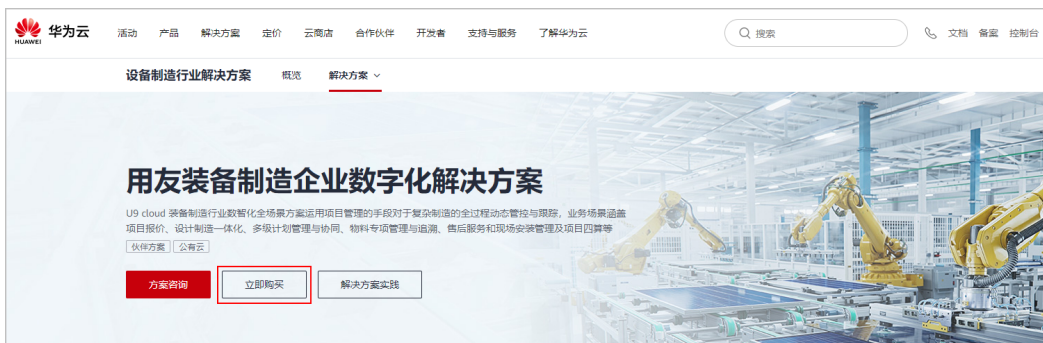 HUAWEI
华为云
活动 产品 解决方案 定价 云商店 合作伙伴 开发者 支持与服务 了解华为云
搜索
文档 备案 控制台
设备制造行业解决方案 概览 解决方案
用友装备制造企业数字化解决方案
U9 cloud 装备制造行业数智化全场景方案运用项目管理的手段对于复杂制造的全过程动态管控与跟踪，业务场景涵盖
项目报价、设计制造一体化、多级计划管理与协同、物料专项管理与追溯、售后服务和现场安装管理及项目四算等
伙伴方案 公有云
方案咨询 立即购买 解决方案实践